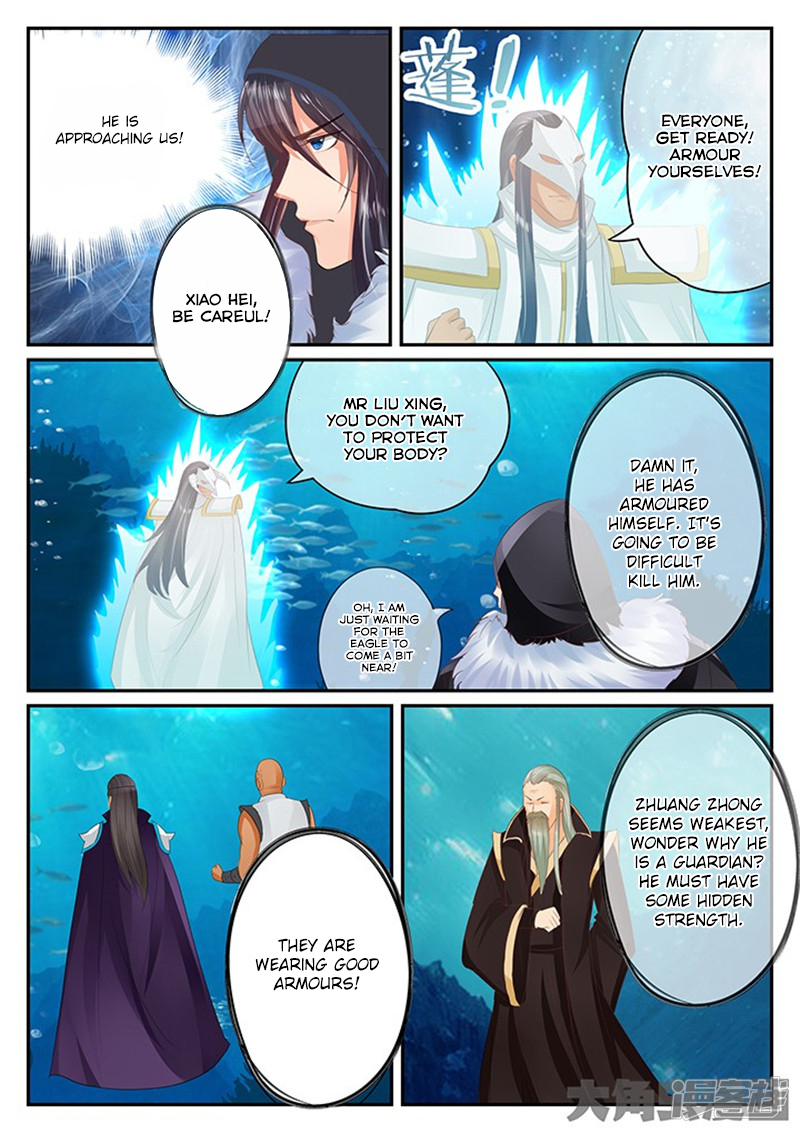 HE IS
APPROACHING US!
蓬!
EVERYONE,
GET READY!
ARMOUR
YOURSELVES!
XIAO HEI,
BE CAREUL!
MR LIU XING,
YOU DON'T WANT
TO PROTECT
YOUR BODY?
DAMN IT,
HE HAS
ARMOURED
HIMSELF. IT'S
GOING TO BE
DIFFICULT
KILL HIM.
OH, I AM
JUST WAITING
FOR THE
EAGLE TO
COME A BIT
NEAR!
THEY ARE
WEARING GOOD
ARMOURS!
ZHUANG ZHONG
SEEMS WEAKEST,
WONDER WHY HE
IS A GUARDIAN?
HE MUST HAVE
SOME HIDDEN
STRENGTH.
大角
漫客栈